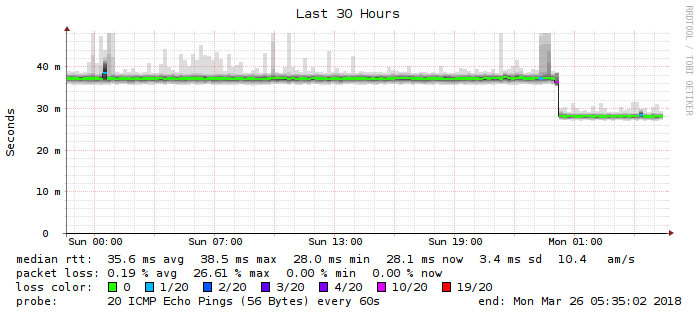 Last 30 Hours
RRDTOOL / TOBI OETIKER
Seconds
40 m
30 m
20 m
10 m
0
Sun 00:00 Sun 07:00 Sun 13:00 Sun 19:00 Mon 01:00
median rtt: 35.6 ms avg 38.5 ms max 28.0 ms min 28.1 ms now 3.4 ms sd 10.4 am/s
packet loss: 0.19 % avg 26.61 % max 0.00 % min 0.00 % now
loss color: 0 1/20 2/20 3/20 4/20 10/20 19/20
probe: 20 ICMP Echo Pings (56 Bytes) every 60s end: Mon Mar 26 05:35:02 2018